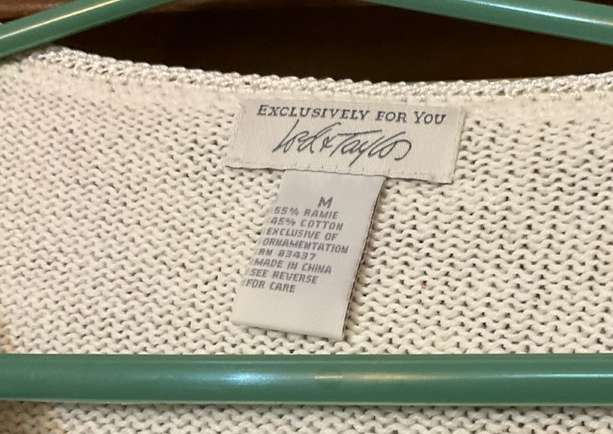 EXCLUSIVELY FOR YOU
Lord & Taylor
M
55% RAMIE
45% COTTON
EXCLUSIVE OF
ORNAMENTATION
RN 83437
MADE IN CHINA
SEE REVERSE
FOR CARE